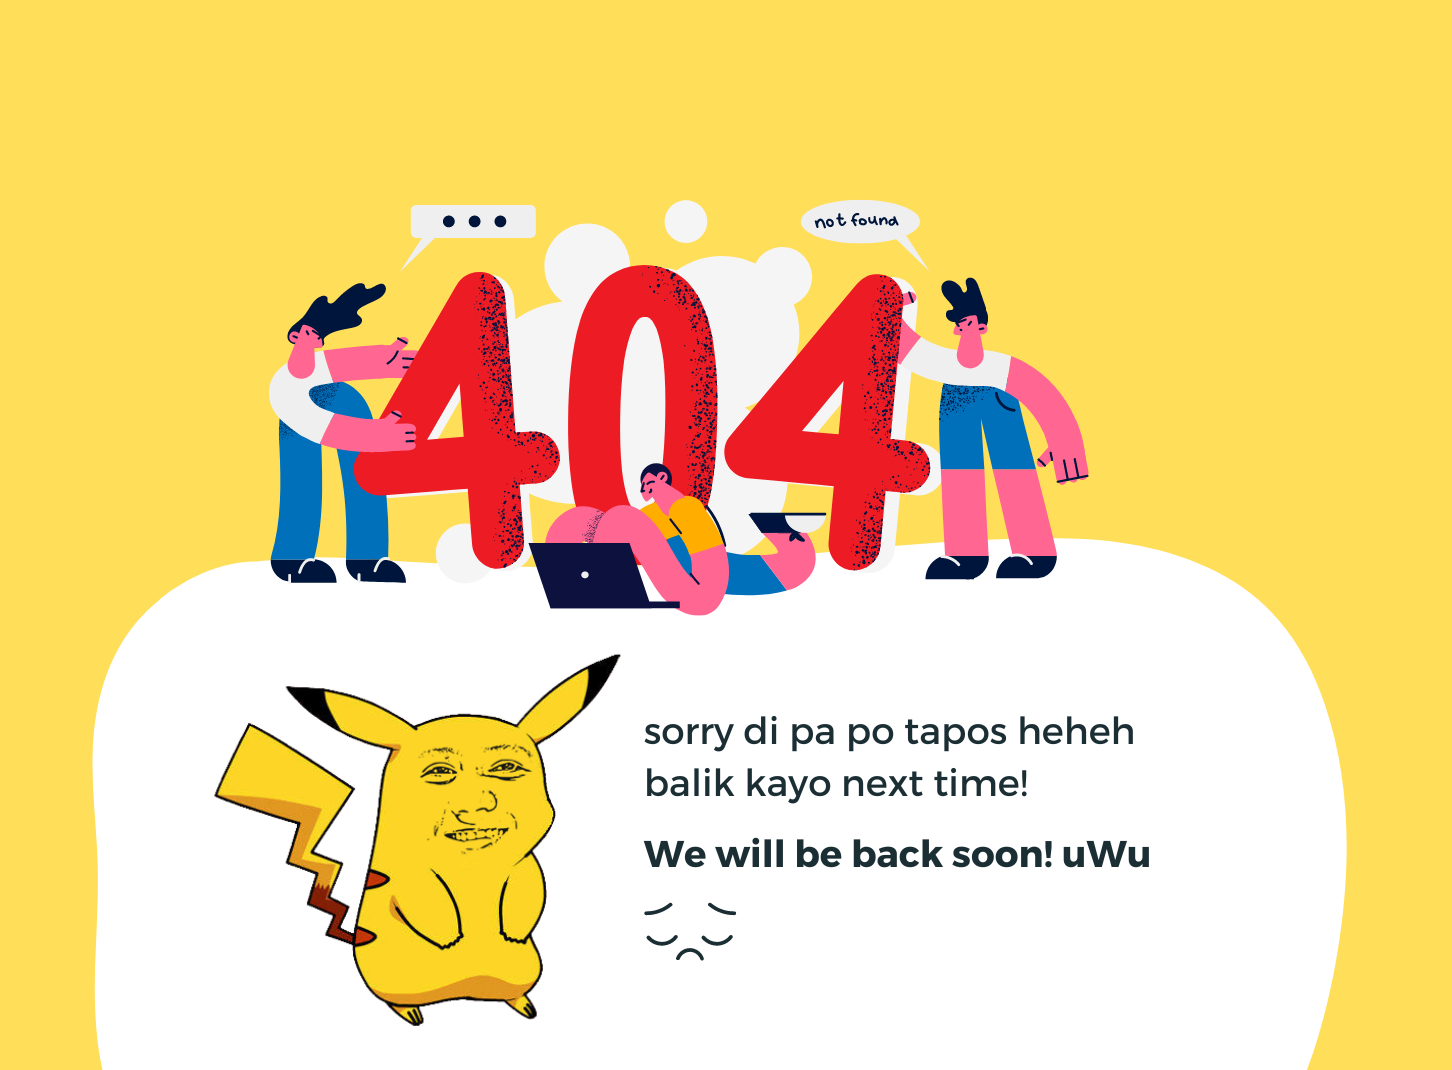 not found
404
sorry di pa po tapos heheh
balik kayo next time!
We will be back soon! uWu